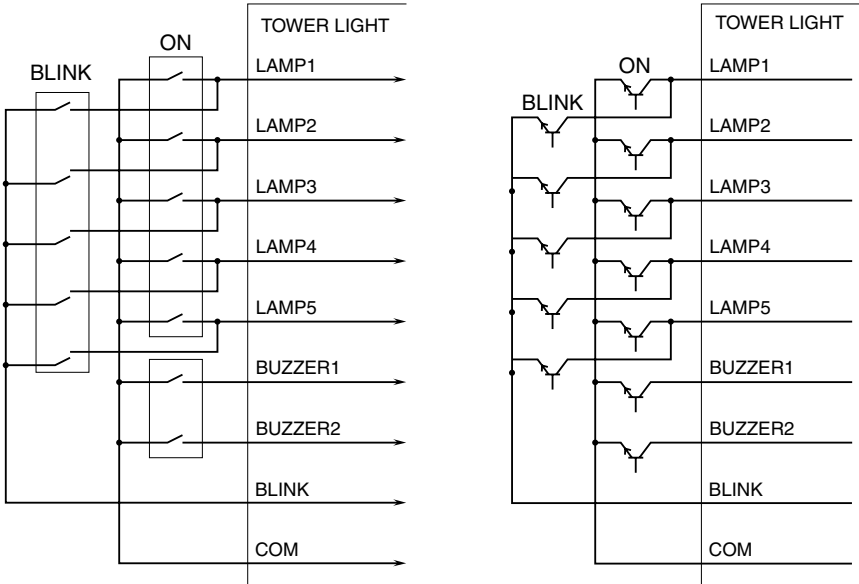 TOWER LIGHT
ON
BLINK
LAMP1
LAMP2
LAMP3
LAMP4
LAMP5
BUZZER1
BUZZER2
BLINK
COM
TOWER LIGHT
ON
BLINK
LAMP1
LAMP2
LAMP3
LAMP4
LAMP5
BUZZER1
BUZZER2
BLINK
COM